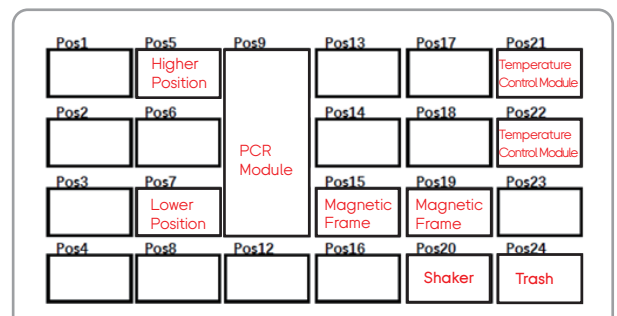 Pos1 Pos5 Pos9 Pos13 Pos17 Pos21
Higher
Position
Temperature
Control Module
Pos2 Pos6 Pos14 Pos18 Pos22
PCR
Module
Temperature
Control Module
Pos3 Pos7 Pos15 Pos19 Pos23
Lower
Position
Magnetic
Frame
Magnetic
Frame
Pos4 Pos8 Pos12 Pos16 Pos20 Pos24
Shaker
Trash